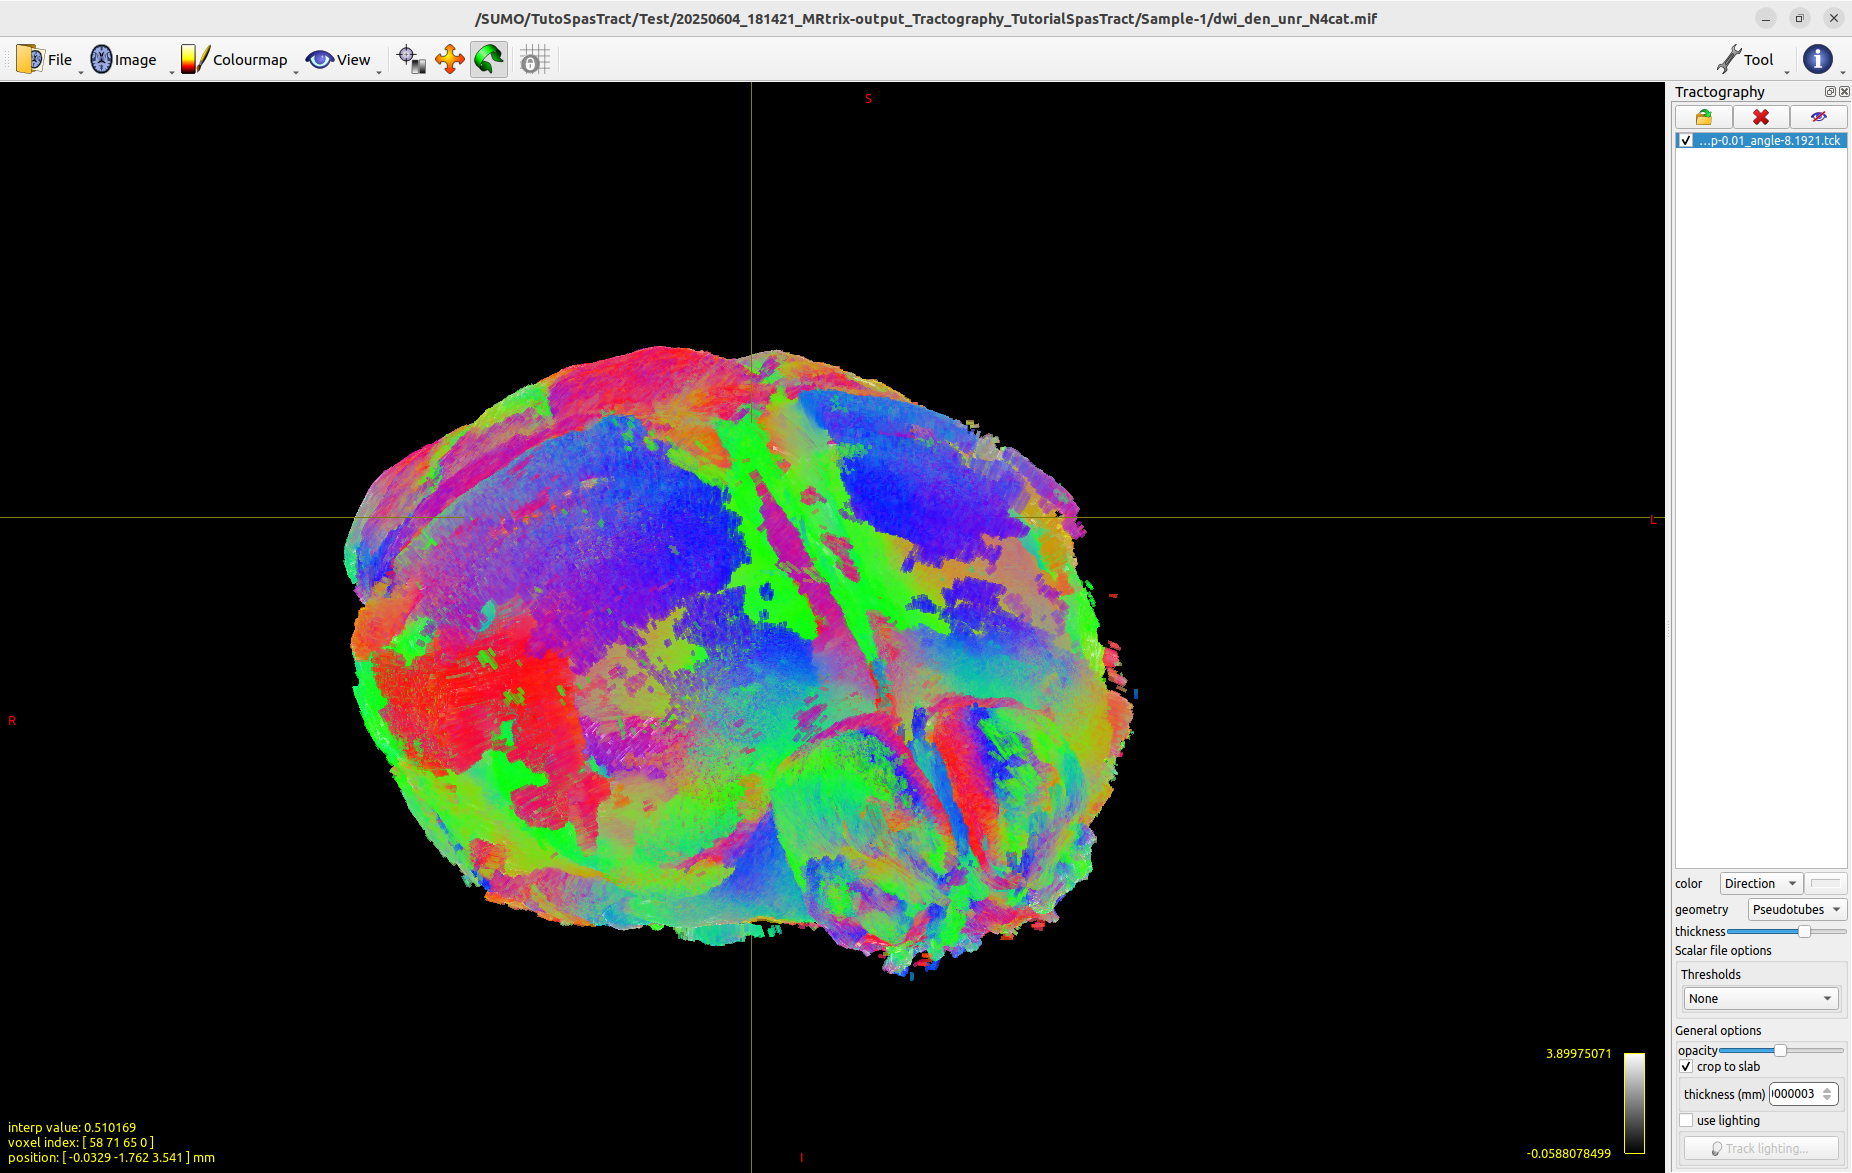 /SUMO/TutoSpasTract/Test/20250604_181421_MRtrix-output_Tractography_TutorialSpasTract/Sample-1/dwi_den_unr_N4cat.mif
File Image Colourmap View Tool
Tractography
S
...p-0.01_angle-8.1921.tck
L
R
color Direction
geometry Pseudotubes
thickness
Scalar file options
Thresholds
None
General options
opacity
crop to slab
thickness (mm) 000003
use lighting
Track lighting...
3.89975071
-0.0588078499
interp value: 0.510169
voxel index: [ 58 71 65 0 ]
position: [ -0.0329 -1.762 3.541 ] mm
I